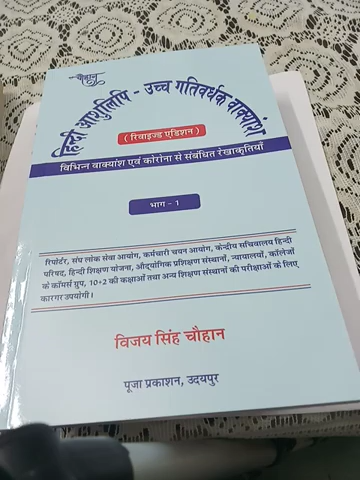 चौहान
हिन्दी आशुलिपि - उच्च गतिवर्धक वाक्यांश
( रिवाइज्ड एडिशन )
विभिन्न वाक्यांश एवं कोरोना से संबंधित रेखाकृतियाँ
भाग - 1
रिपोर्टर, संघ लोक सेवा आयोग, कर्मचारी चयन आयोग, केन्द्रीय सचिवालय हिन्दी
परिषद्, हिन्दी शिक्षण योजना, औद्योगिक प्रशिक्षण संस्थानों, न्यायालयों, कॉलेजों
के कॉमर्स ग्रुप, 10+2 की कक्षाओं तथा अन्य शिक्षण संस्थानों की परीक्षाओं के लिए
कारगर उपयोगी।
विजय सिंह चौहान
पूजा प्रकाशन, उदयपुर